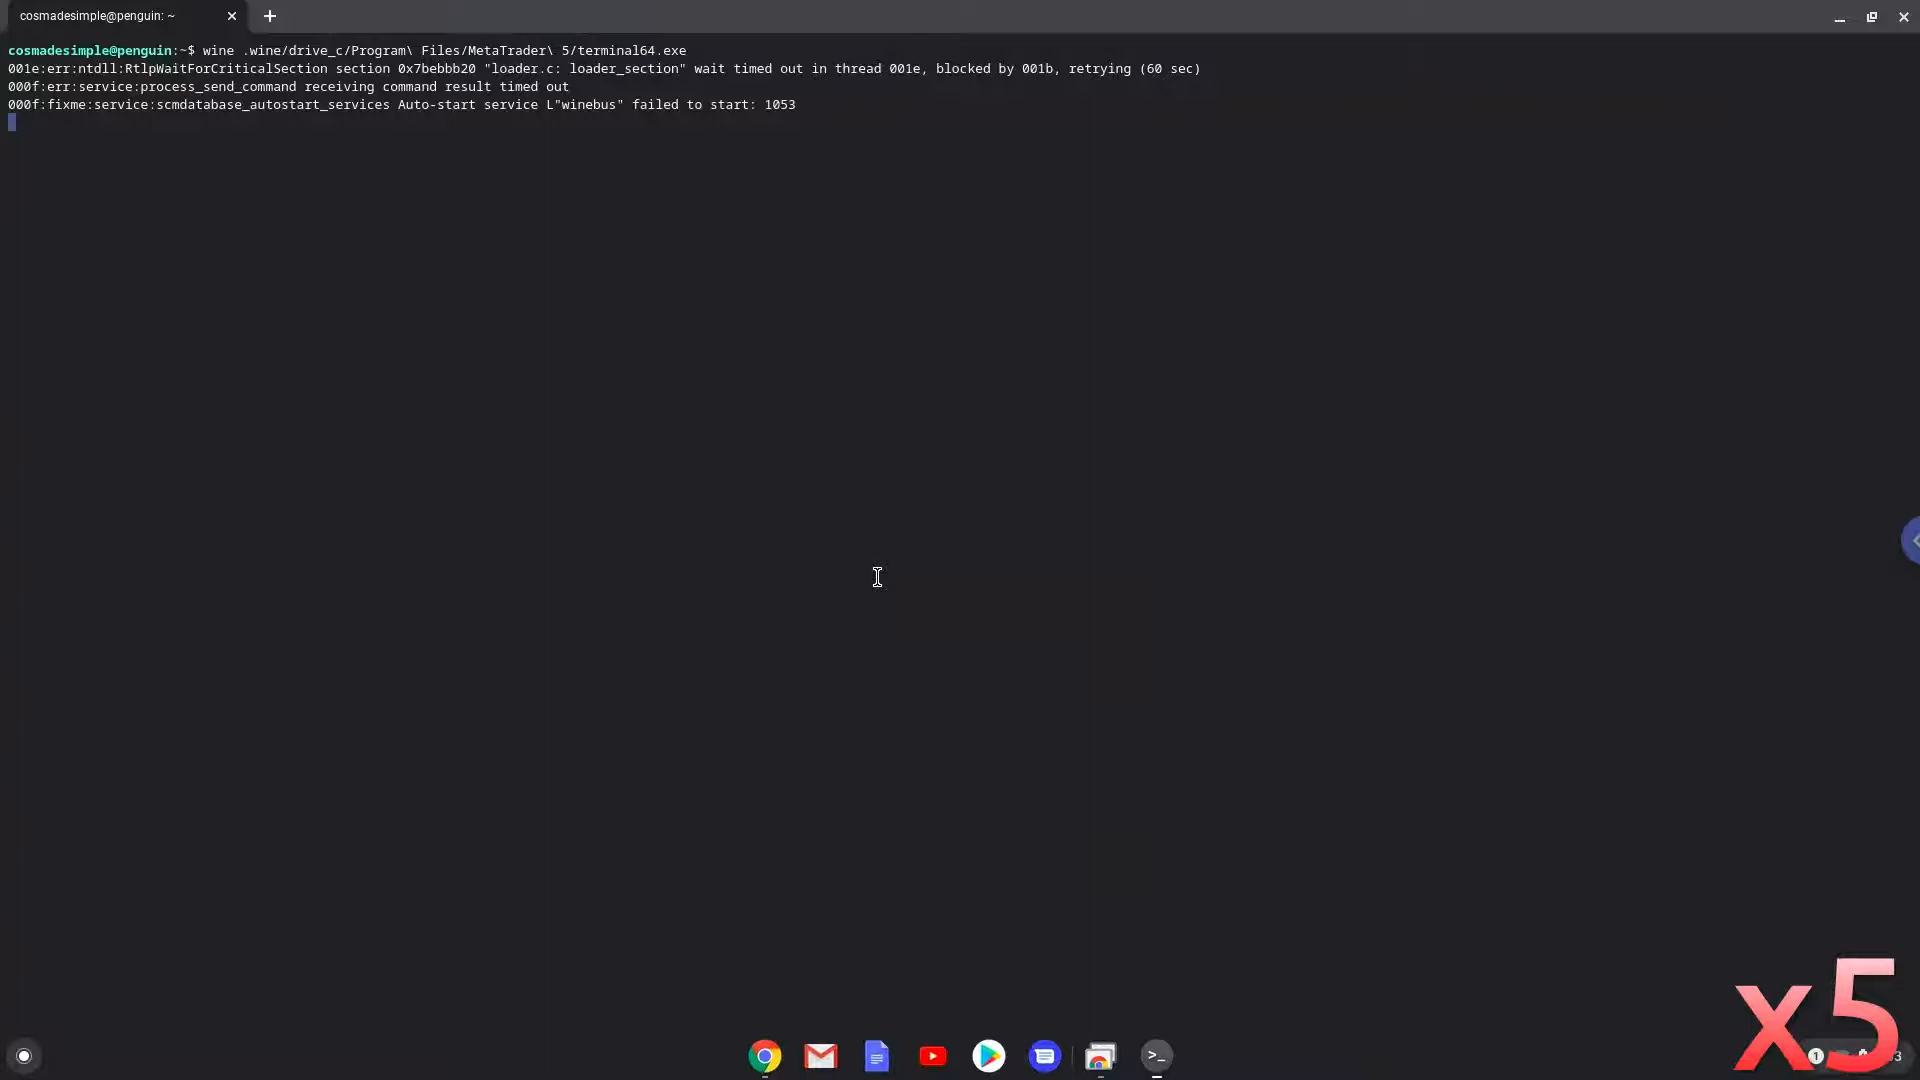 cosmadesimple@penguin: ~
cosmadesimple@penguin:~$ wine .wine/drive_c/Program\ Files/MetaTrader\ 5/terminal64.exe
001e:err:ntdll:RtlpWaitForCriticalSection section 0x7bebbb20 "loader.c: loader_section" wait timed out in thread 001e, blocked by 001b, retrying (60 sec)
000f:err:service:process_send_command receiving command result timed out
000f:fixme:service:scmdatabase_autostart_services Auto-start service L"winebus" failed to start: 1053
x5
1